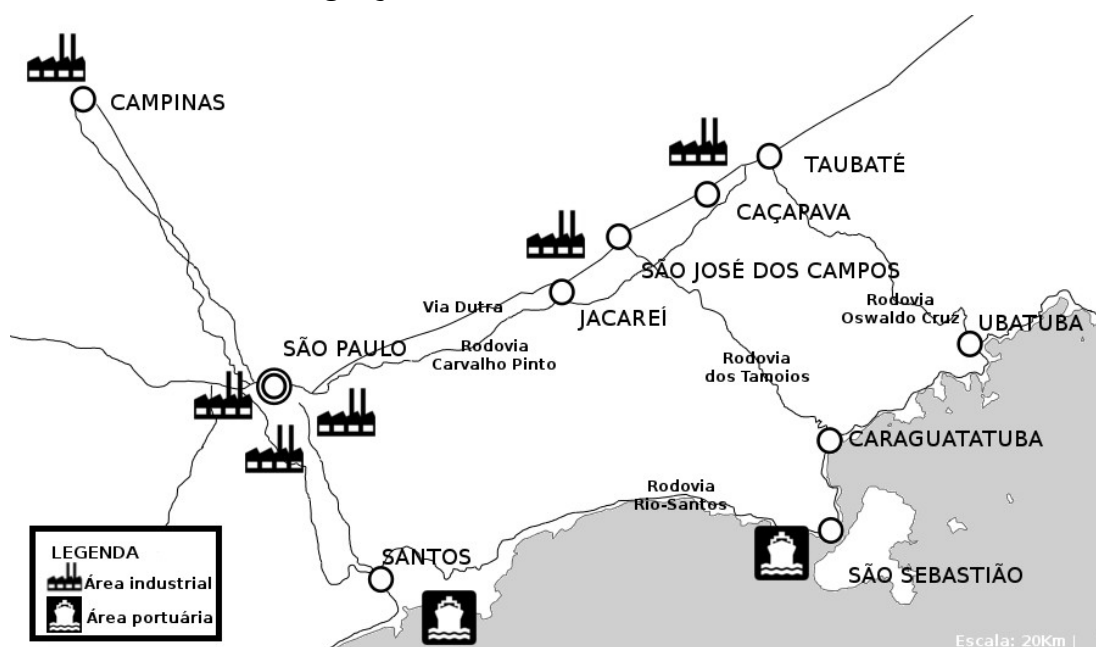 CAMPINAS
TAUBATÉ
CAÇAPAVA
SÃO JOSÉ DOS CAMPOS
Via Dutra
JACAREÍ
Rodovia
Oswaldo Cruz
UBATUBA
SÃO PAULO
Rodovia
Carvalho Pinto
Rodovia
dos Tamoios
CARAGUATATUBA
Rodovia
Rio-Santos
SANTOS
SÃO SEBASTIÃO
LEGENDA
Área industrial
Área portuária
Escala: 20Km |